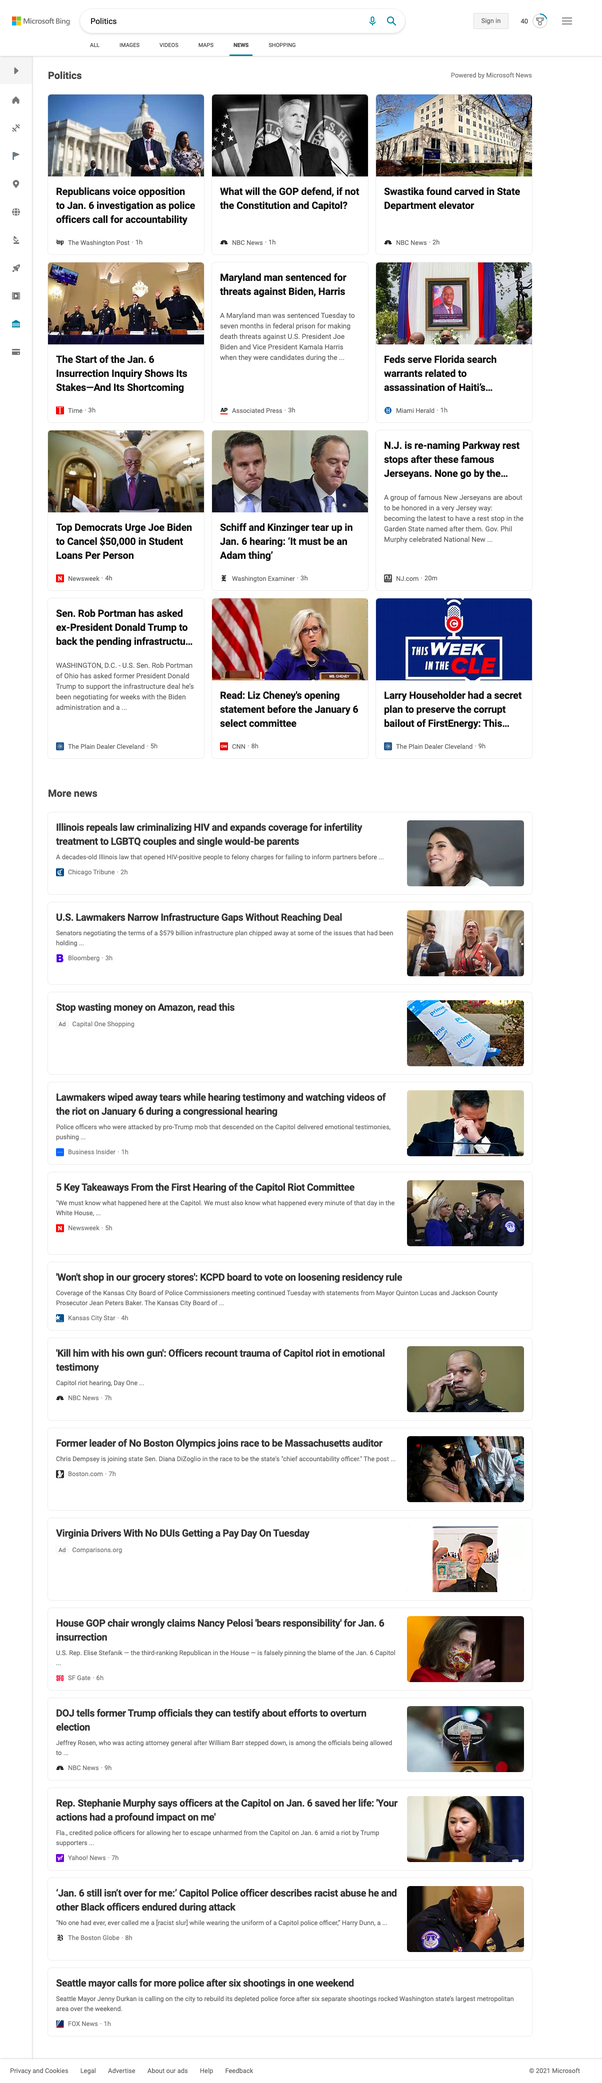 Microsoft Bing
Politics
Sign in
40
ALL
IMAGES
VIDEOS
MAPS
NEWS
SHOPPING
Politics
Powered by Microsoft News
Republicans voice opposition
to Jan. 6 investigation as police
officers call for accountability
The Washington Post · 1h
What will the GOP defend, if not
the Constitution and Capitol?
NBC News · 1h
Swastika found carved in State
Department elevator
NBC News · 2h
The Start of the Jan. 6
Insurrection Inquiry Shows Its
Stakes—And Its Shortcoming
Time · 3h
Maryland man sentenced for
threats against Biden, Harris
A Maryland man was sentenced Tuesday to
seven months in federal prison for making
death threats against U.S. President Joe
Biden and Vice President Kamala Harris
when they were candidates during the ...
AP
Associated Press · 3h
Feds serve Florida search
warrants related to
assassination of Haiti's...
Miami Herald · 1h
Top Democrats Urge Joe Biden
to Cancel $50,000 in Student
Loans Per Person
N
Newsweek · 4h
Schiff and Kinzinger tear up in
Jan. 6 hearing: 'It must be an
Adam thing'
Washington Examiner · 3h
N.J. is re-naming Parkway rest
stops after these famous
Jerseyans. None go by the...
A group of famous New Jerseyans are about
to be honored in a very Jersey way:
becoming the latest to have a rest stop in the
Garden State named after them. Gov. Phil
Murphy celebrated National New ...
NJ.com · 20m
Sen. Rob Portman has asked
ex-President Donald Trump to
back the pending infrastructu...
WASHINGTON, D.C. - U.S. Sen. Rob Portman
of Ohio has asked former President Donald
Trump to support the infrastructure deal he's
been negotiating for weeks with the Biden
administration and a ...
The Plain Dealer Cleveland · 5h
MS. CHENEY
Read: Liz Cheney's opening
statement before the January 6
select committee
CNN · 8h
THIS WEEK
IN THE CLE
Larry Householder had a secret
plan to preserve the corrupt
bailout of FirstEnergy: This...
The Plain Dealer Cleveland · 9h
More news
Illinois repeals law criminalizing HIV and expands coverage for infertility
treatment to LGBTQ couples and single would-be parents
A decades-old Illinois law that opened HIV-positive people to felony charges for failing to inform partners before ...
Chicago Tribune · 2h
U.S. Lawmakers Narrow Infrastructure Gaps Without Reaching Deal
Senators negotiating the terms of a $579 billion infrastructure plan chipped away at some of the issues that had been
holding ...
B
Bloomberg · 3h
Stop wasting money on Amazon, read this
Ad
Capital One Shopping
prime
Lawmakers wiped away tears while hearing testimony and watching videos of
the riot on January 6 during a congressional hearing
Police officers who were attacked by pro-Trump mob that descended on the Capitol delivered emotional testimonies,
pushing ...
Business Insider · 1h
5 Key Takeaways From the First Hearing of the Capitol Riot Committee
"We must know what happened here at the Capitol. We must also know what happened every minute of that day in the
White House, ...
N
Newsweek · 5h
'Won't shop in our grocery stores': KCPD board to vote on loosening residency rule
Coverage of the Kansas City Board of Police Commissioners meeting continued Tuesday with statements from Mayor Quinton Lucas and Jackson County
Prosecutor Jean Peters Baker. The Kansas City Board of ...
Kansas City Star · 4h
'Kill him with his own gun': Officers recount trauma of Capitol riot in emotional
testimony
Capitol riot hearing, Day One ...
NBC News · 7h
Former leader of No Boston Olympics joins race to be Massachusetts auditor
Chris Dempsey is joining state Sen. Diana DiZoglio in the race to be the state's "chief accountability officer." The post ...
Boston.com · 7h
Virginia Drivers With No DUIs Getting a Pay Day On Tuesday
Ad
Comparisons.org
House GOP chair wrongly claims Nancy Pelosi 'bears responsibility' for Jan. 6
insurrection
U.S. Rep. Elise Stefanik — the third-ranking Republican in the House — is falsely pinning the blame of the Jan. 6 Capitol
...
SF Gate · 6h
DOJ tells former Trump officials they can testify about efforts to overturn
election
Jeffrey Rosen, who was acting attorney general after William Barr stepped down, is among the officials being allowed
to ...
NBC News · 9h
Rep. Stephanie Murphy says officers at the Capitol on Jan. 6 saved her life: 'Your
actions had a profound impact on me'
Fla., credited police officers for allowing her to escape unharmed from the Capitol on Jan. 6 amid a riot by Trump
supporters ...
Yahoo! News · 7h
'Jan. 6 still isn't over for me:' Capitol Police officer describes racist abuse he and
other Black officers endured during attack
"No one had ever, ever called me a [racist slur] while wearing the uniform of a Capitol police officer," Harry Dunn, a ...
The Boston Globe · 8h
Seattle mayor calls for more police after six shootings in one weekend
Seattle Mayor Jenny Durkan is calling on the city to rebuild its depleted police force after six separate shootings rocked Washington state's largest metropolitan
area over the weekend.
FOX News · 1h
Privacy and Cookies
Legal
Advertise
About our ads
Help
Feedback
© 2021 Microsoft